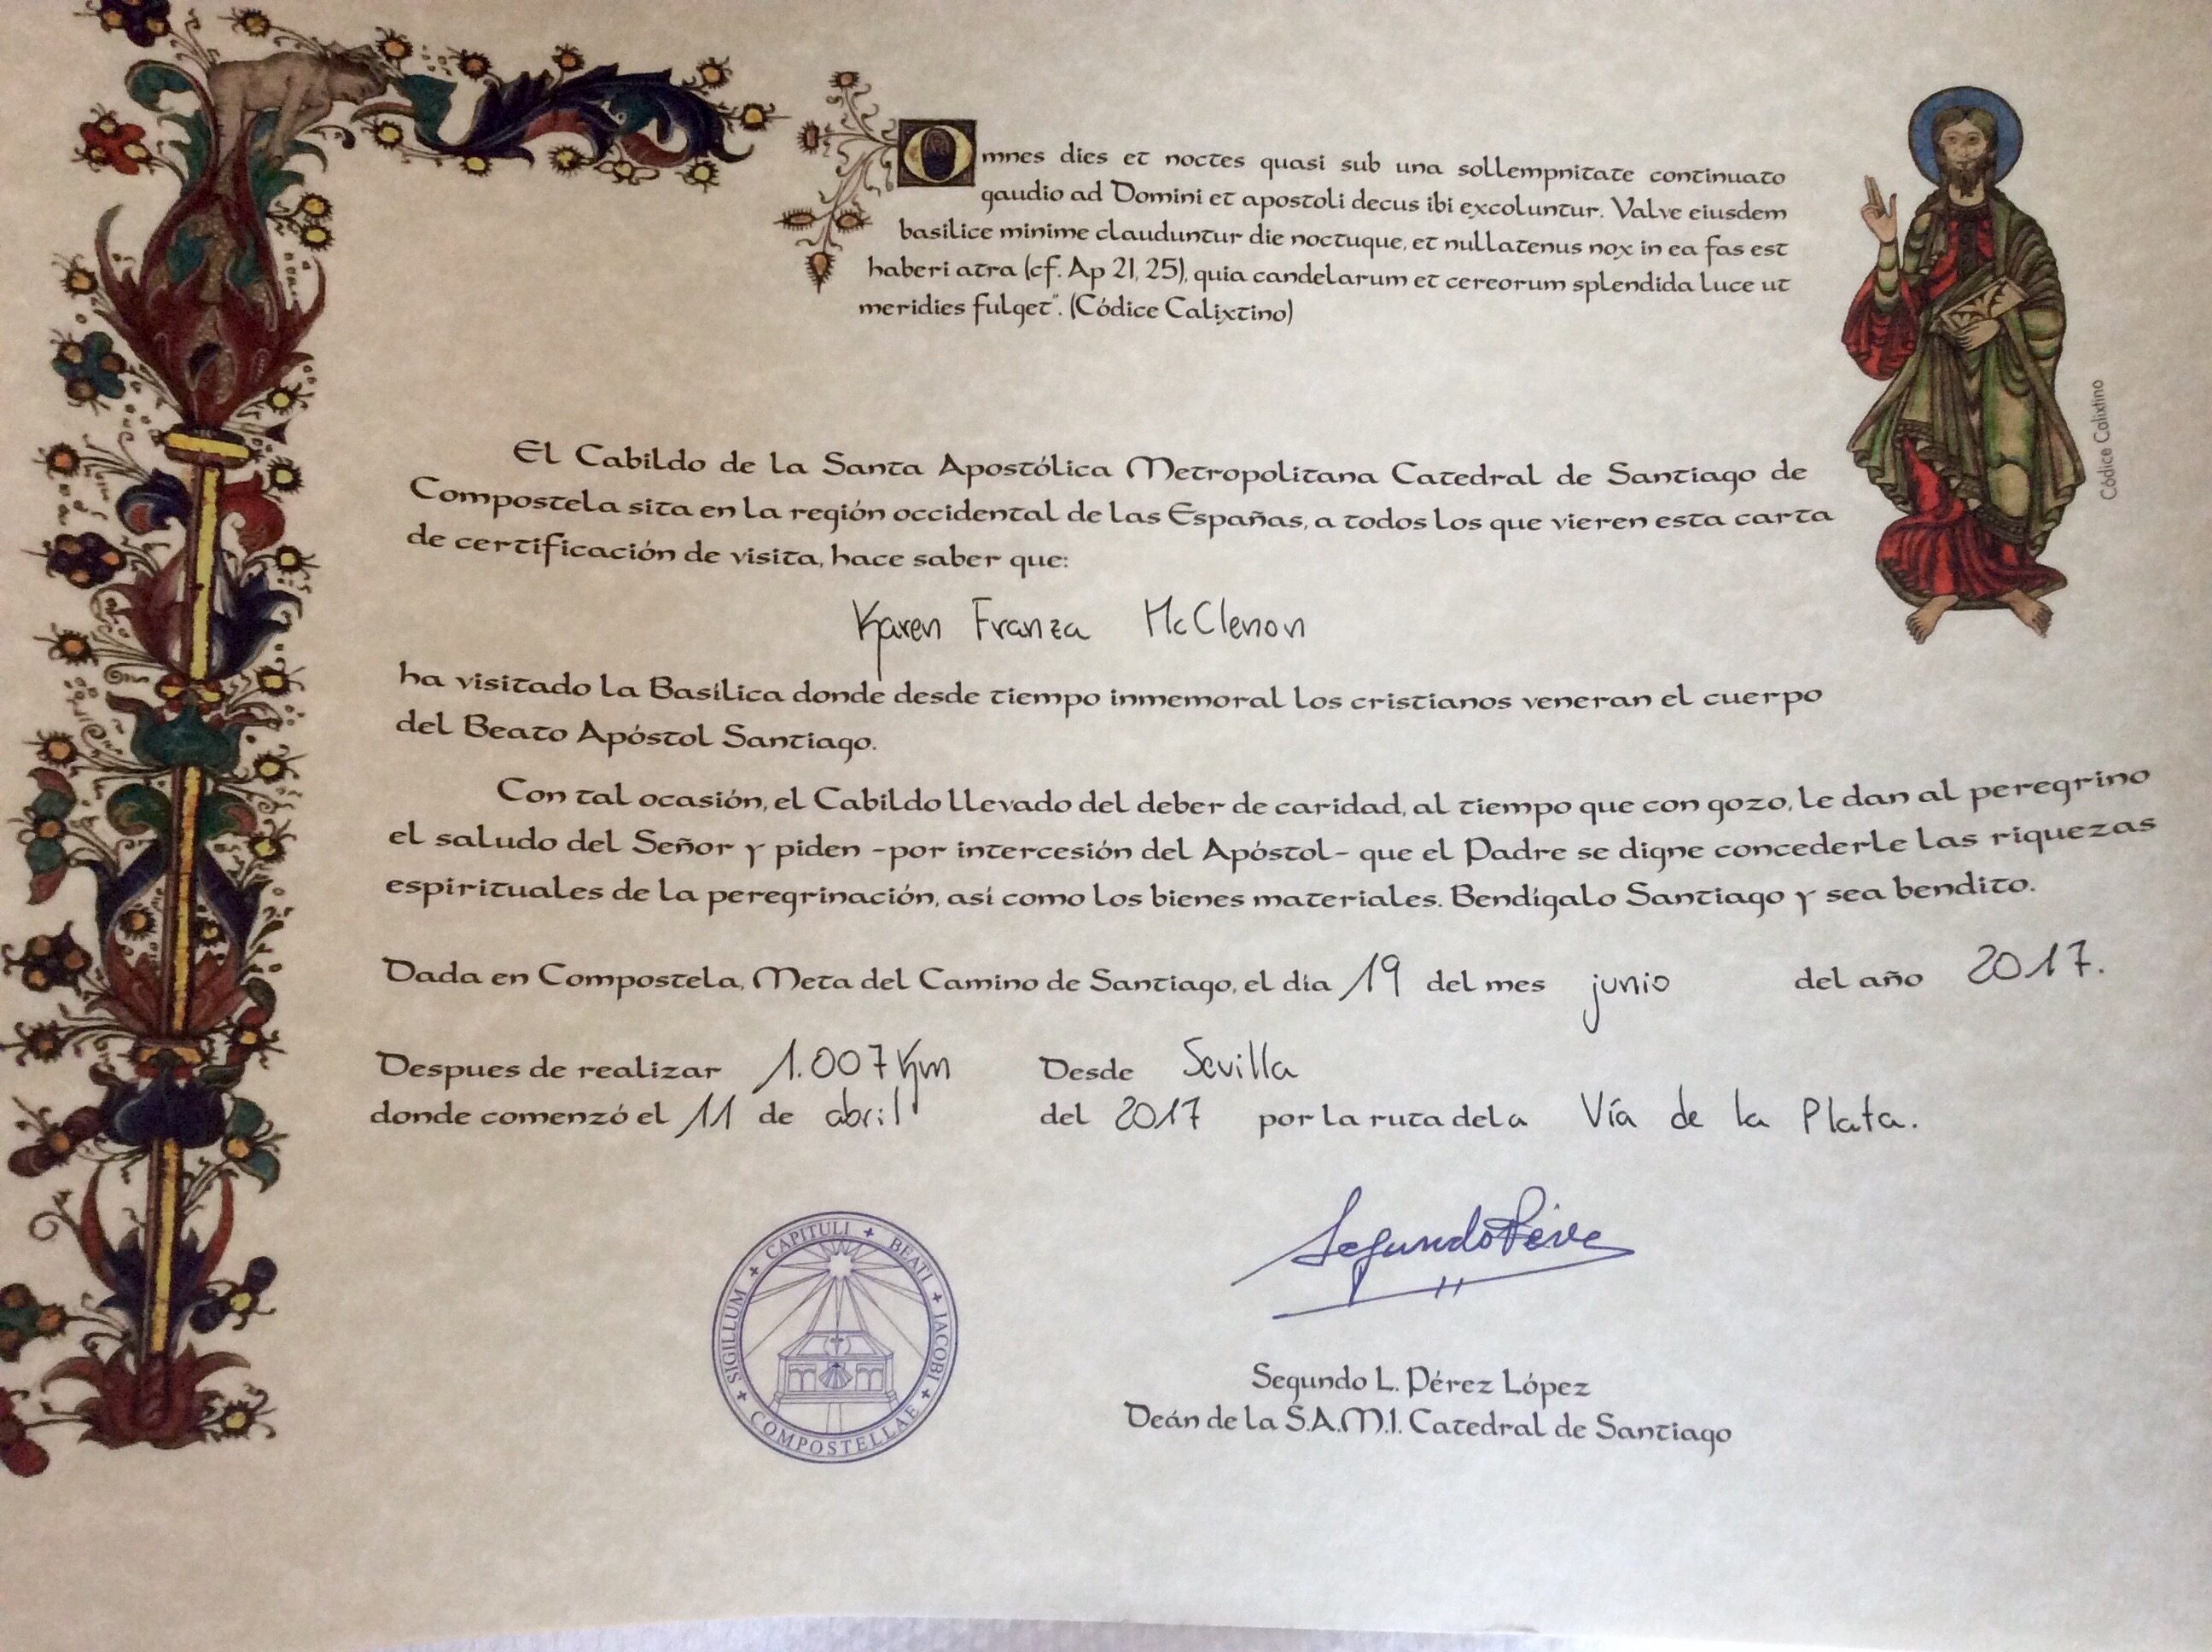 Omnes dies et noctes quasi sub una sollempnitate continuato
gaudio ad Domini et apostoli decus ibi excoluntur. Valve eiusdem
basilice minime clauduntur die noctuque, et nullatenus nox in ea fas est
haberi atra (cf. Ap 21, 25), quia candelarum et cereorum splendida luce ut
meridies fulget". (Códice Calixtino)
Códice Calixtino
El Cabildo de la Santa Apostólica Metropolitana Catedral de Santiago de
Compostela sita en la región occidental de las Españas, a todos los que vieren esta carta
de certificación de visita, hace saber que:
Karen Franza McClenon
ha visitado la Basílica donde desde tiempo inmemoral los cristianos veneran el cuerpo
del Beato Apóstol Santiago.
Con tal ocasión, el Cabildo llevado del deber de caridad, al tiempo que con gozo, le dan al peregrino
el saludo del Señor y piden -por intercesión del Apóstol- que el Padre se digne concederle las riquezas
espirituales de la peregrinación, así como los bienes materiales. Bendígalo Santiago y sea bendito.
Dada en Compostela, Meta del Camino de Santiago, el día 19 del mes junio del año 2017.
Despues de realizar 1.007 Km Desde Sevilla
donde comenzó el 11 de abril del 2017 por la ruta de la Vía de la Plata.
SIGILLUM + CAPITULI + BEATI + IACOBI + COMPOSTELLAE +
Segundo L. Pérez López
Deán de la S.A.M.I. Catedral de Santiago